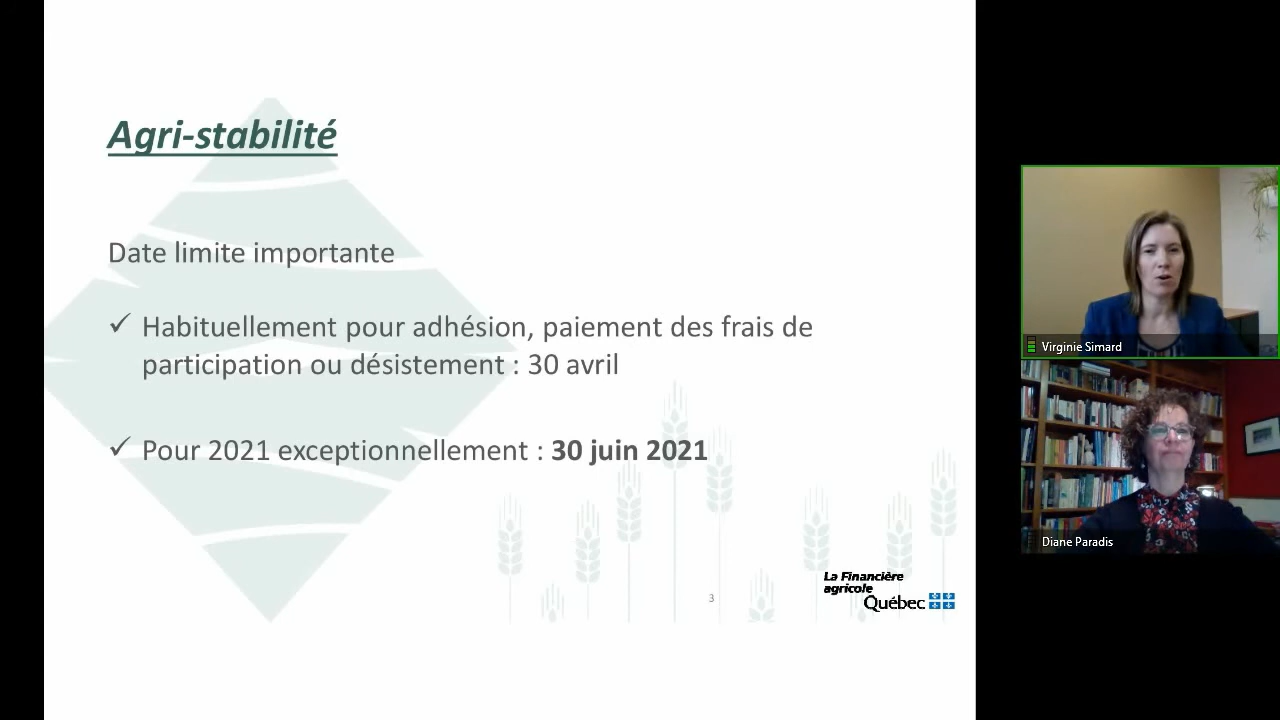 Agri-stabilité
Date limite importante
✓ Habituellement pour adhésion, paiement des frais de
participation ou désistement : 30 avril
✓ Pour 2021 exceptionnellement : 30 juin 2021
3
La Financière
agricole
Québec
Virginie Simard
Diane Paradis